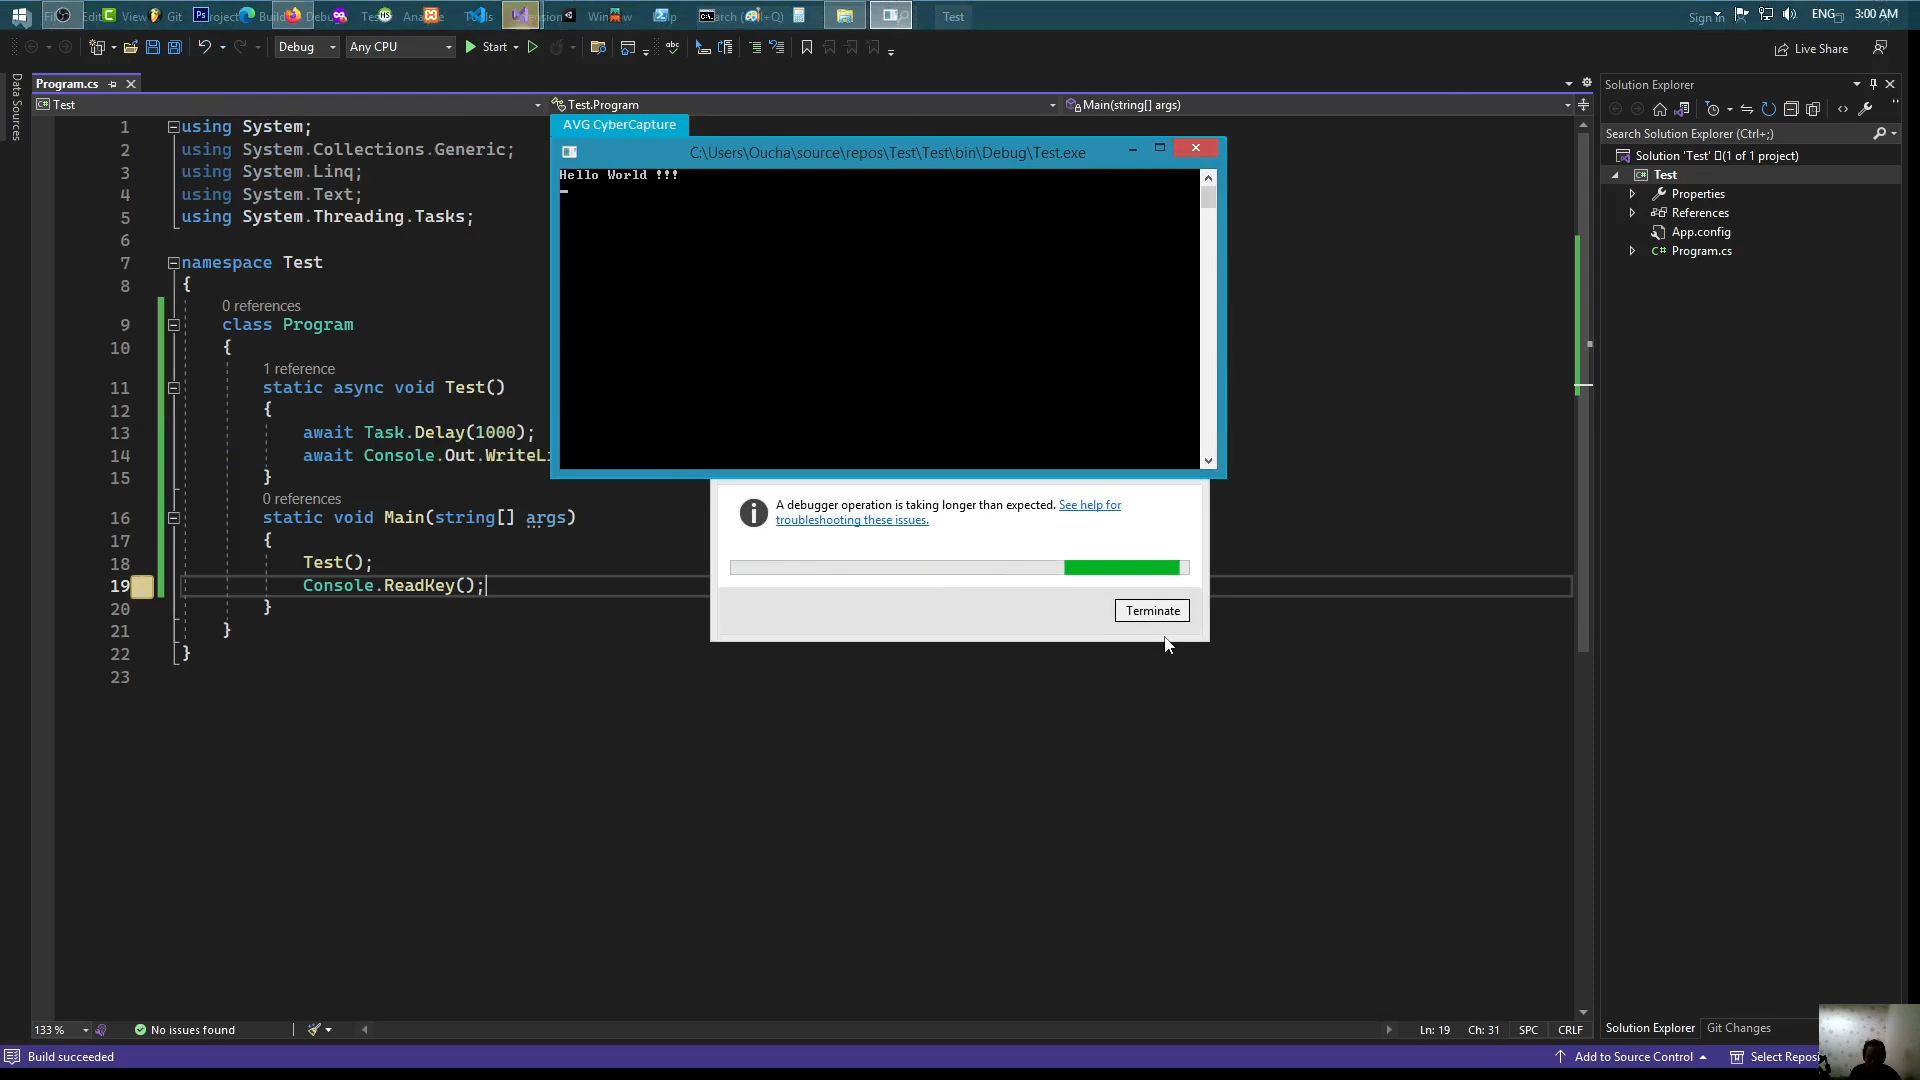 Test
Sign in
ENG
3:00 AM
Debug
Any CPU
Start
Live Share
Data Sources
Program.cs
Test
Test.Program
Main(string[] args)
1 using System;
2 using System.Collections.Generic;
3 using System.Linq;
4 using System.Text;
5 using System.Threading.Tasks;
6
7 namespace Test
8 {
0 references
9 class Program
10 {
1 reference
11 static async void Test()
12 {
13 await Task.Delay(1000);
14 await Console.Out.WriteLi
15 }
0 references
16 static void Main(string[] args)
17 {
18 Test();
19 Console.ReadKey();
20 }
21 }
22 }
23
AVG CyberCapture
C:\Users\Oucha\source\repos\Test\Test\bin\Debug\Test.exe
Hello World !!!
A debugger operation is taking longer than expected. See help for
troubleshooting these issues.
Terminate
Solution Explorer
Search Solution Explorer (Ctrl+;)
Solution 'Test' (1 of 1 project)
Test
Properties
References
App.config
C# Program.cs
133 %
No issues found
Ln: 19
Ch: 31
SPC
CRLF
Solution Explorer
Git Changes
Build succeeded
Add to Source Control
Select Reposi